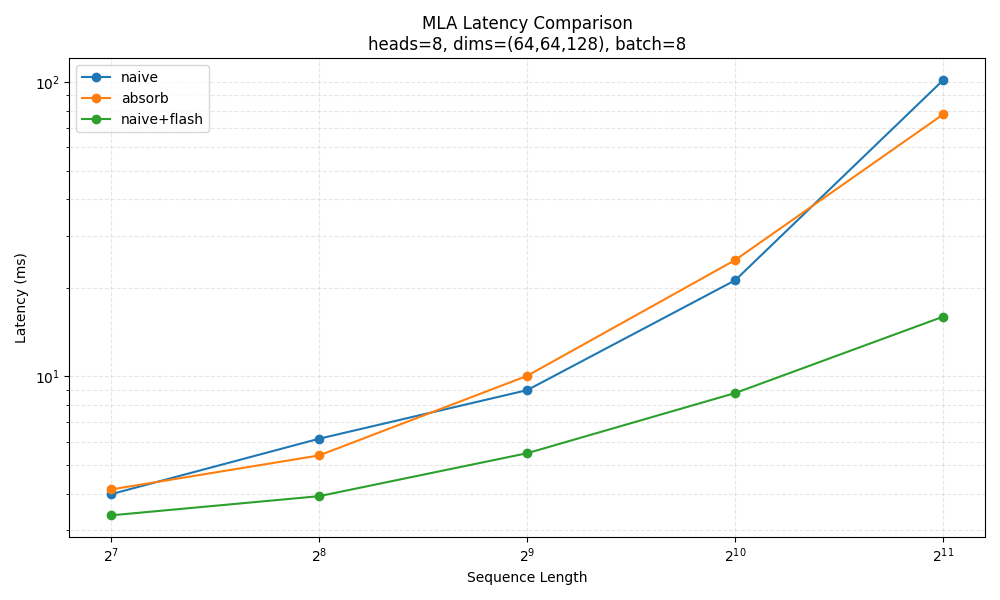 MLA Latency Comparison
heads=8, dims=(64,64,128), batch=8
naive
absorb
naive+flash
Latency (ms)
10²
10¹
2⁷ 2⁸ 2⁹ 2¹⁰ 2¹¹
Sequence Length